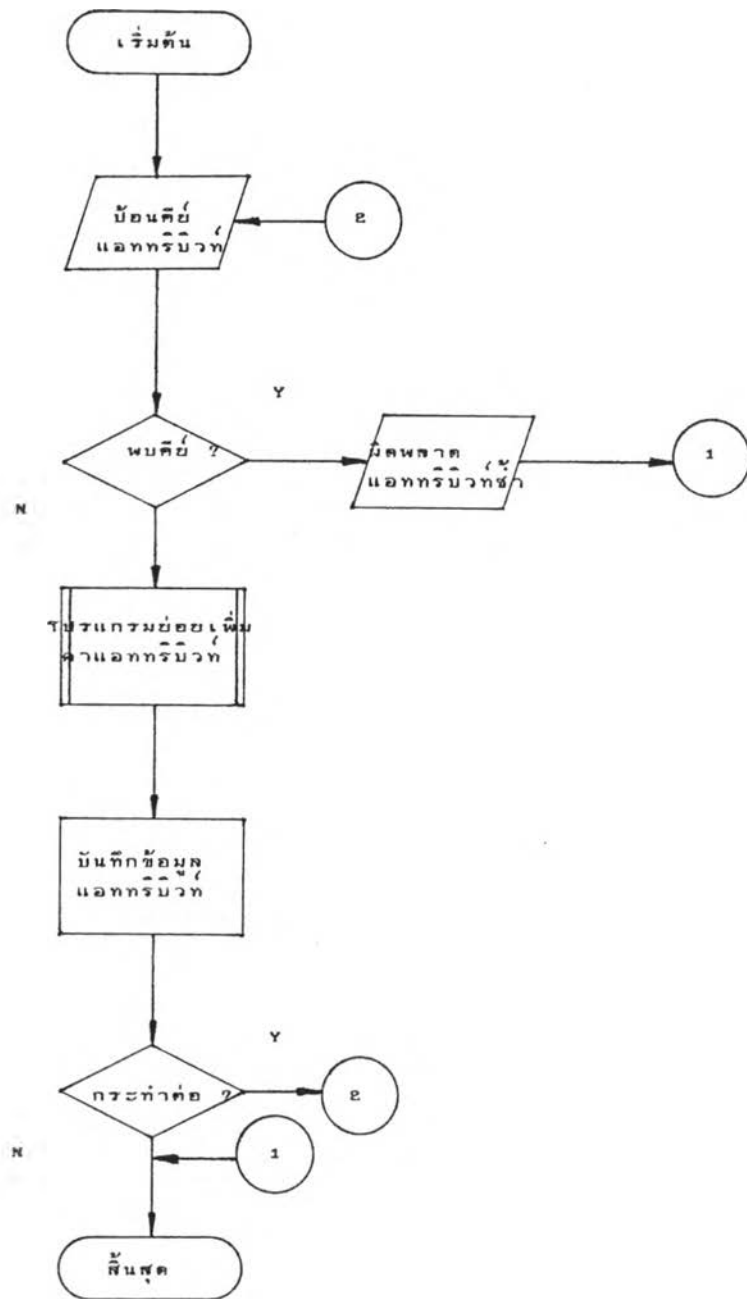 เริ่มต้น
ป้อนคีย์
แอททริบิวท์
2
Y
พบคีย์ ?
ผิดพลาด
แอททริบิวท์ซ้ำ
1
N
โปรแกรมย่อยเพิ่ม
คาแอททริบิวท์
บันทึกข้อมูล
แอททริบิวท์
Y
กระทำต่อ ?
2
1
N
สิ้นสุด